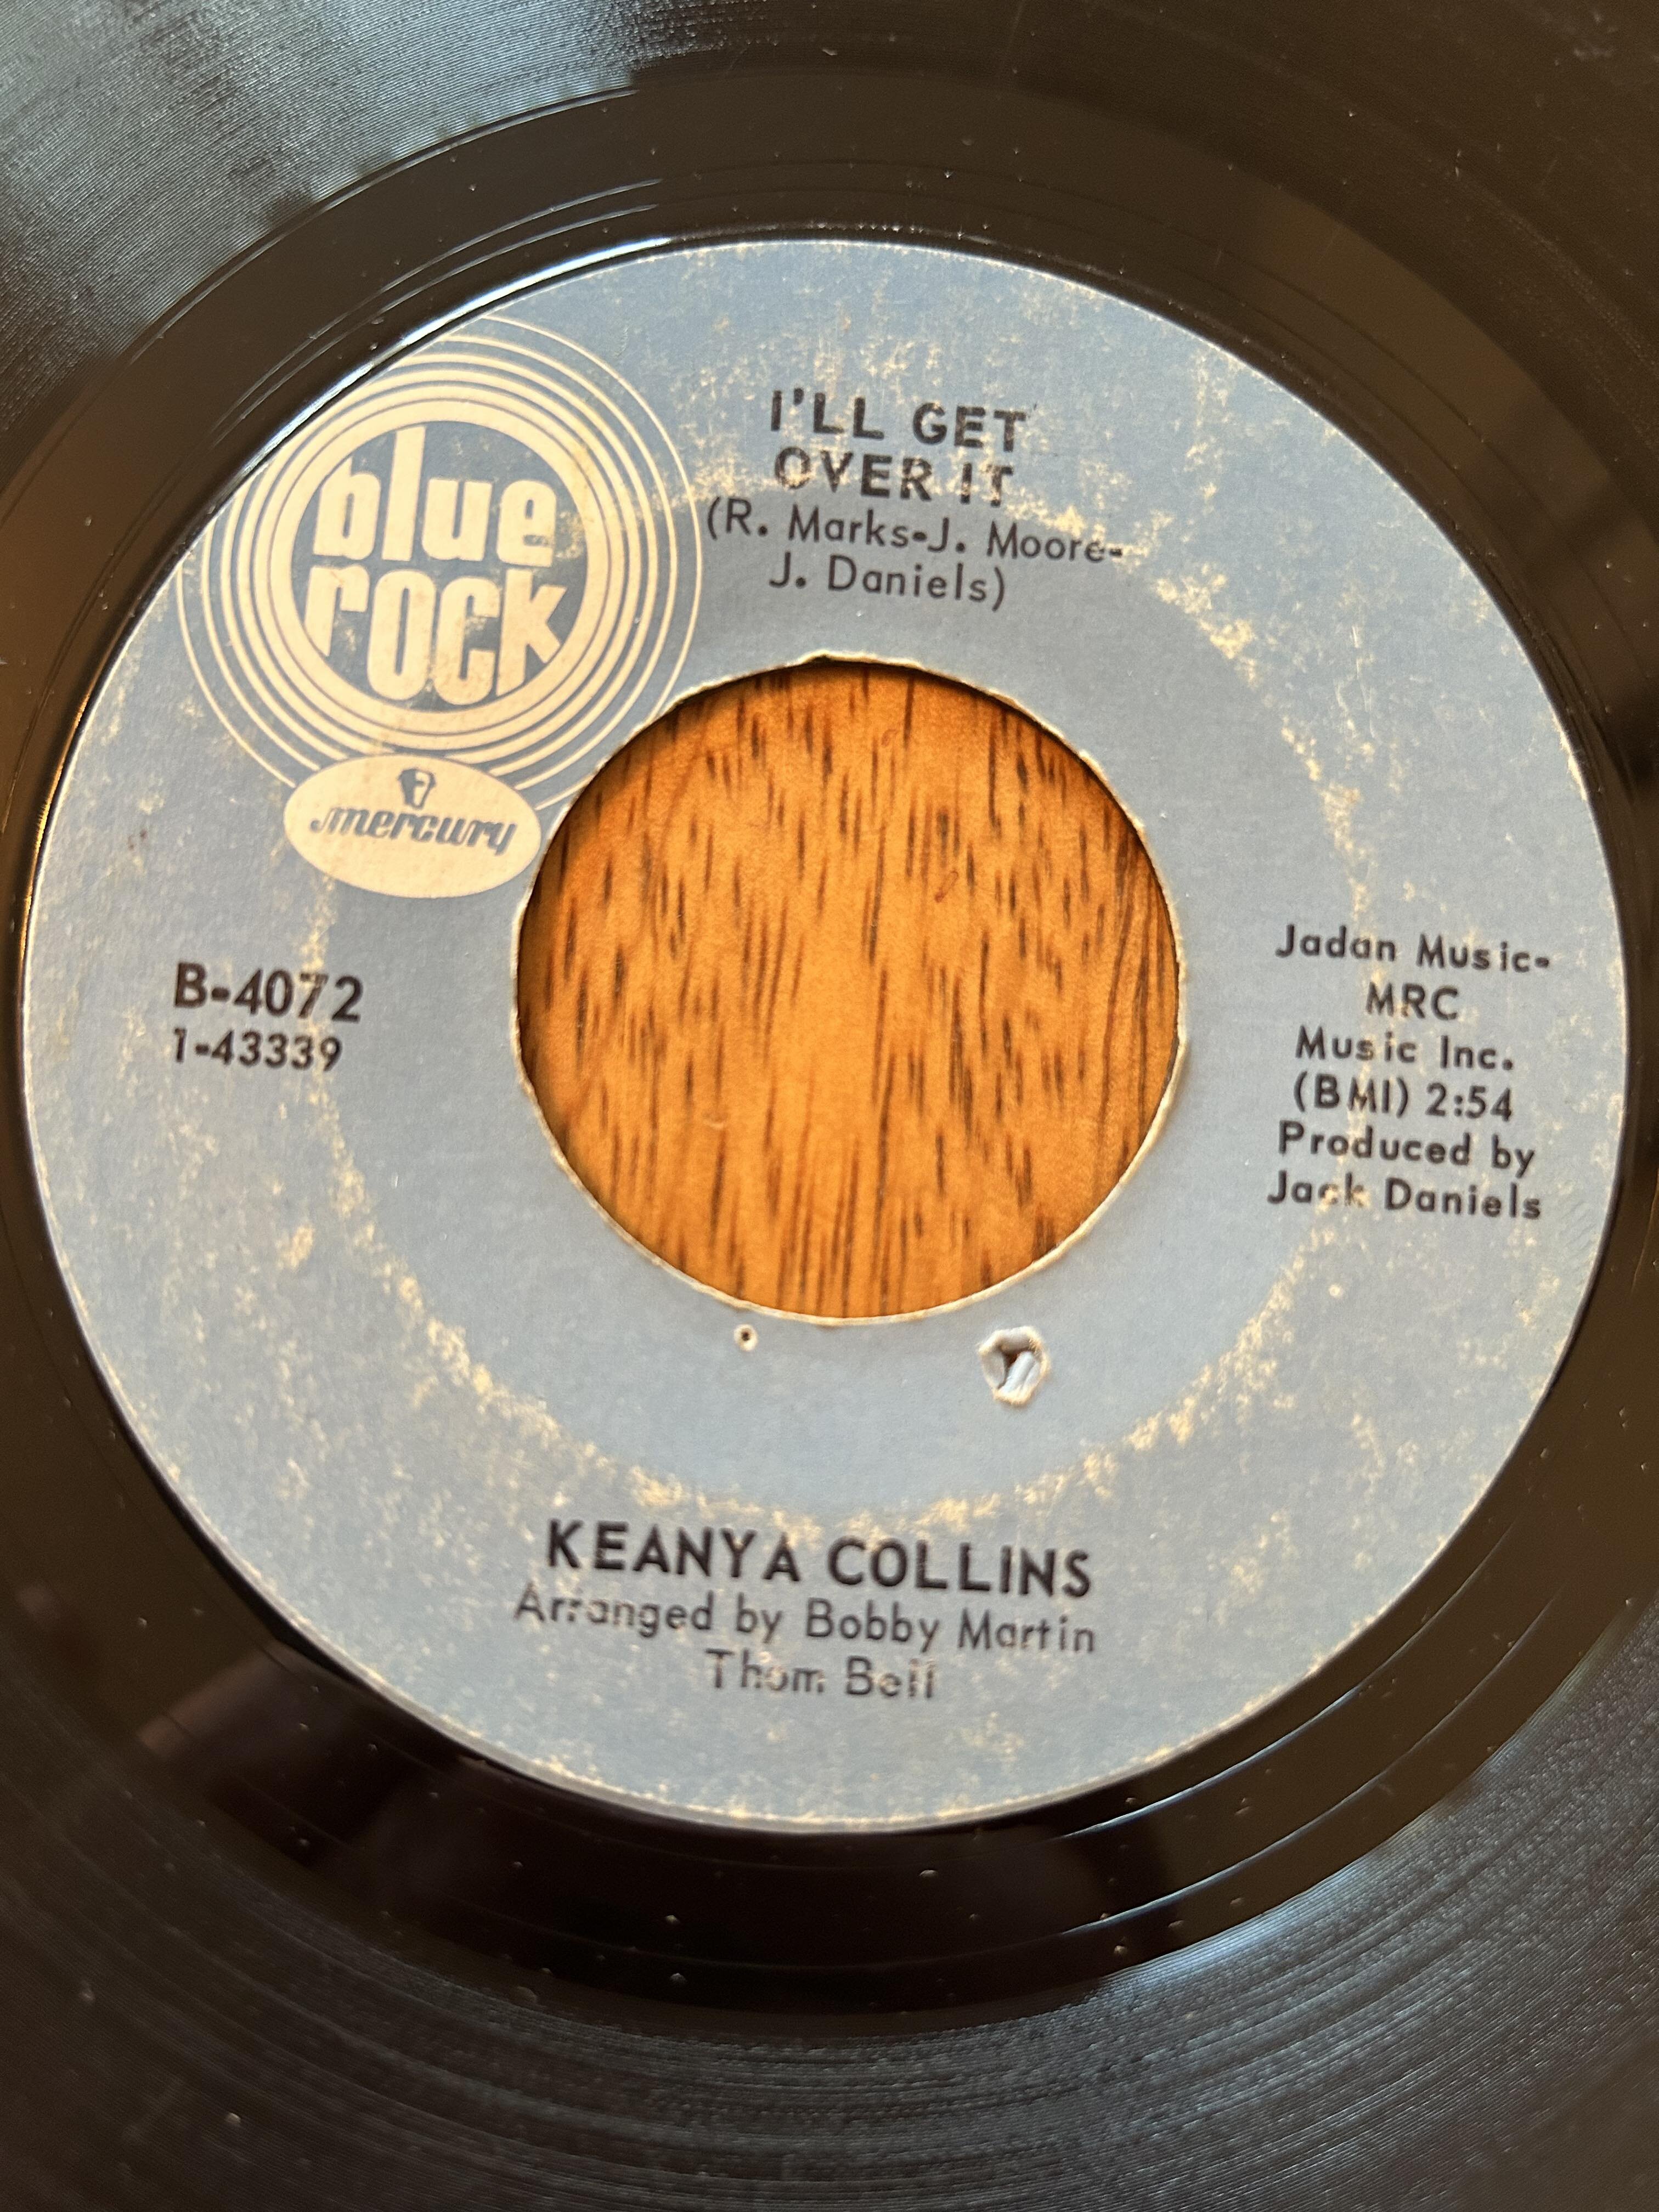 I'LL GET
OVER IT
(R. Marks-J. Moore-
J. Daniels)
blue
rock
mercury
B-4072
1-43339
Jadan Music-
MRC
Music Inc.
(BMI) 2:54
Produced by
Jack Daniels
KEANYA COLLINS
Arranged by Bobby Martin
Thom Bell